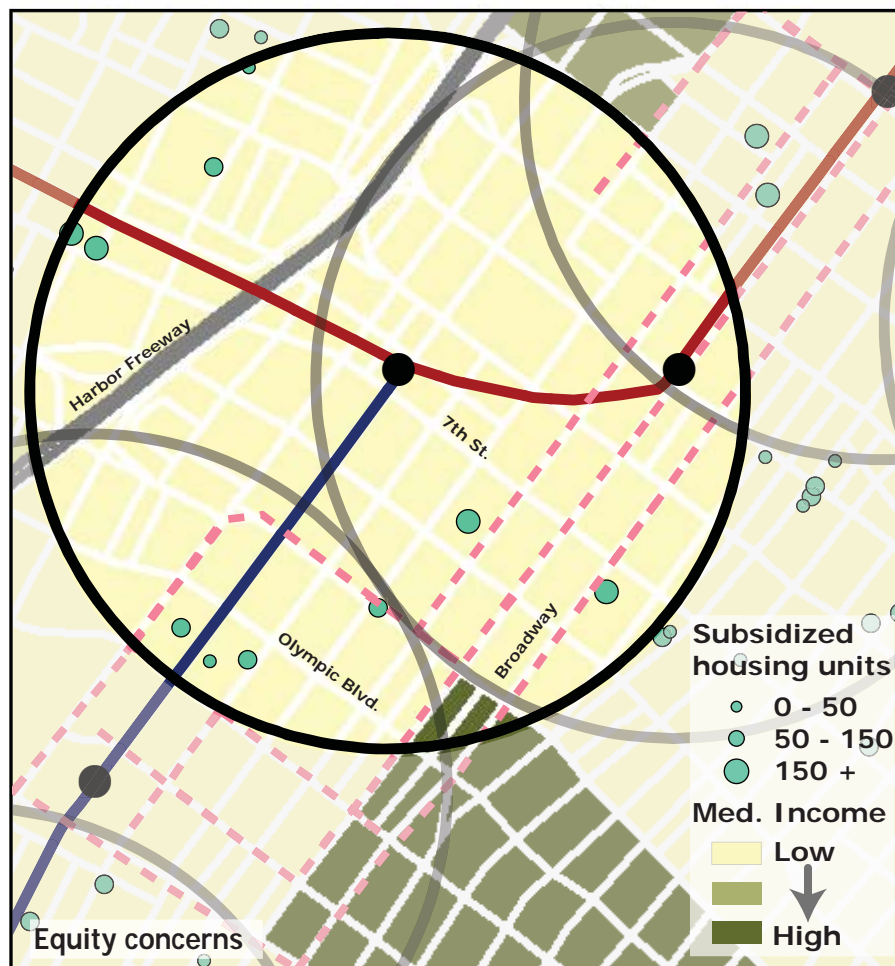 Harbor Freeway
7th St.
Olympic Blvd.
Broadway
Subsidized
housing units
0 - 50
50 - 150
150 +
Med. Income
Low
High
Equity concerns